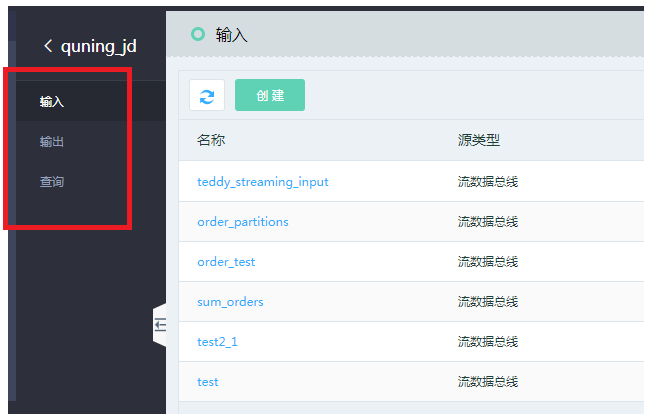 quning_jd
输入
输出
查询
输入
创建
名称 源类型
teddy_streaming_input 流数据总线
order_partitions 流数据总线
order_test 流数据总线
sum_orders 流数据总线
test2_1 流数据总线
test 流数据总线